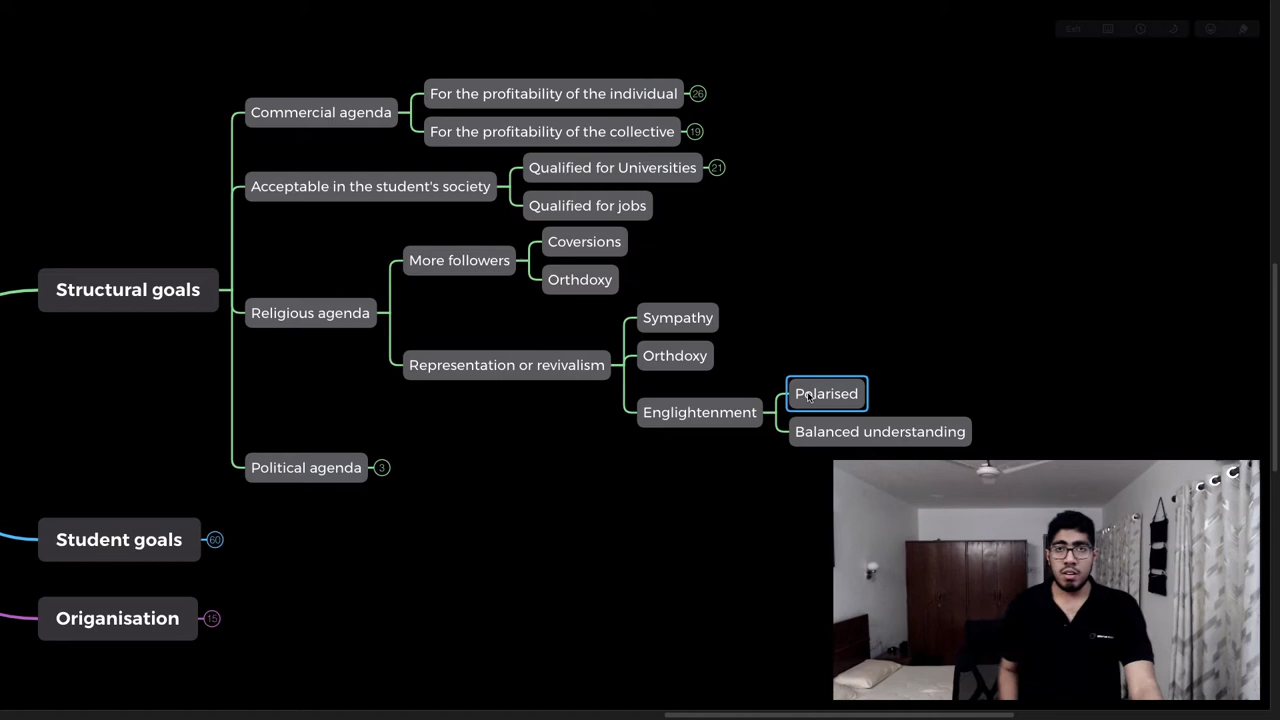 Exit
For the profitability of the individual 26
Commercial agenda
For the profitability of the collective 19
Qualified for Universities 21
Acceptable in the student's society
Qualified for jobs
Coversions
More followers
Orthdoxy
Structural goals
Religious agenda
Sympathy
Orthdoxy
Representation or revivalism
Polarised
Englightenment
Balanced understanding
Political agenda 3
Student goals 60
Origanisation 15